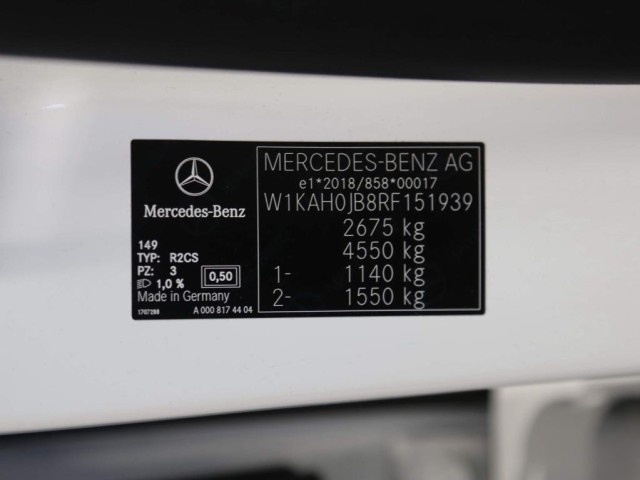 Mercedes-Benz
149
TYP: R2CS
PZ: 3
1,0 %
0,50
Made in Germany
1707288
A 000 817 44 04
MERCEDES-BENZ AG
e1*2018/858*00017
W1KAH0JB8RF151939
2675 kg
4550 kg
1- 1140 kg
2- 1550 kg